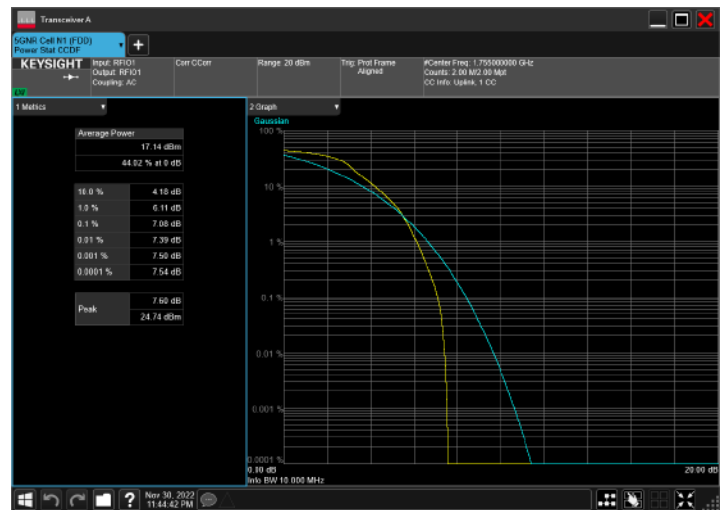 Transceiver A
5GNR Cell N1 (FDD)
Power Stat CCDF
KEYSIGHT
Input: RFIO1
Output: RFIO1
Coupling: AC
Corr CCorr
Range: 20 dBm
Trig: Prot Frame
Aligned
#Center Freq: 1.755000000 GHz
Counts: 2.00 M/2.00 Mpt
CC Info: Uplink, 1 CC
1 Metrics
Average Power
17.14 dBm
44.02 % at 0 dB
10.0 % 4.18 dB
1.0 % 6.11 dB
0.1 % 7.08 dB
0.01 % 7.39 dB
0.001 % 7.50 dB
0.0001 % 7.54 dB
Peak 7.60 dB
24.74 dBm
2 Graph
Gaussian
100 %
10 %
1 %
0.1 %
0.01 %
0.001 %
0.0001 %
0.00 dB
20.00 dB
Info BW 10.000 MHz
?
Nov 30, 2022
11:44:42 PM